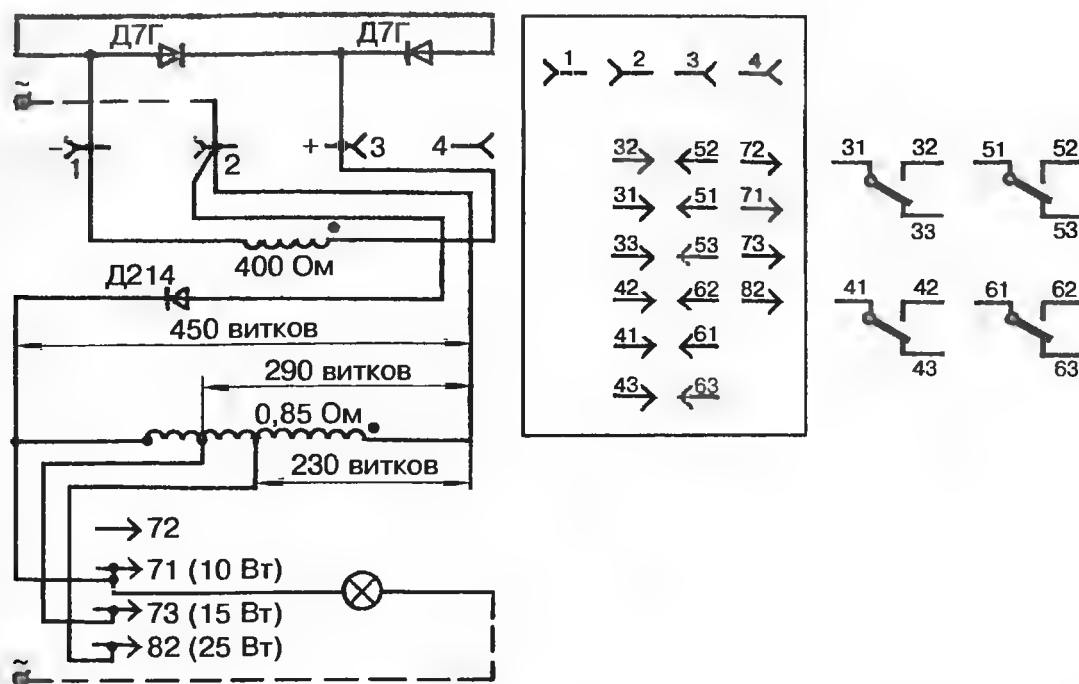 Д7Г Д7Г
~
- 1 2 + 3 4
400 Ом
Д214
450 витков
290 витков
0,85 Ом
230 витков
72
71 (10 Вт)
73 (15 Вт)
82 (25 Вт)
~
1 2 3 4
32 52 72
31 51 71
33 53 73
42 62 82
41 61
43 63
31 32 51 52
33 53
41 42 61 62
43 63